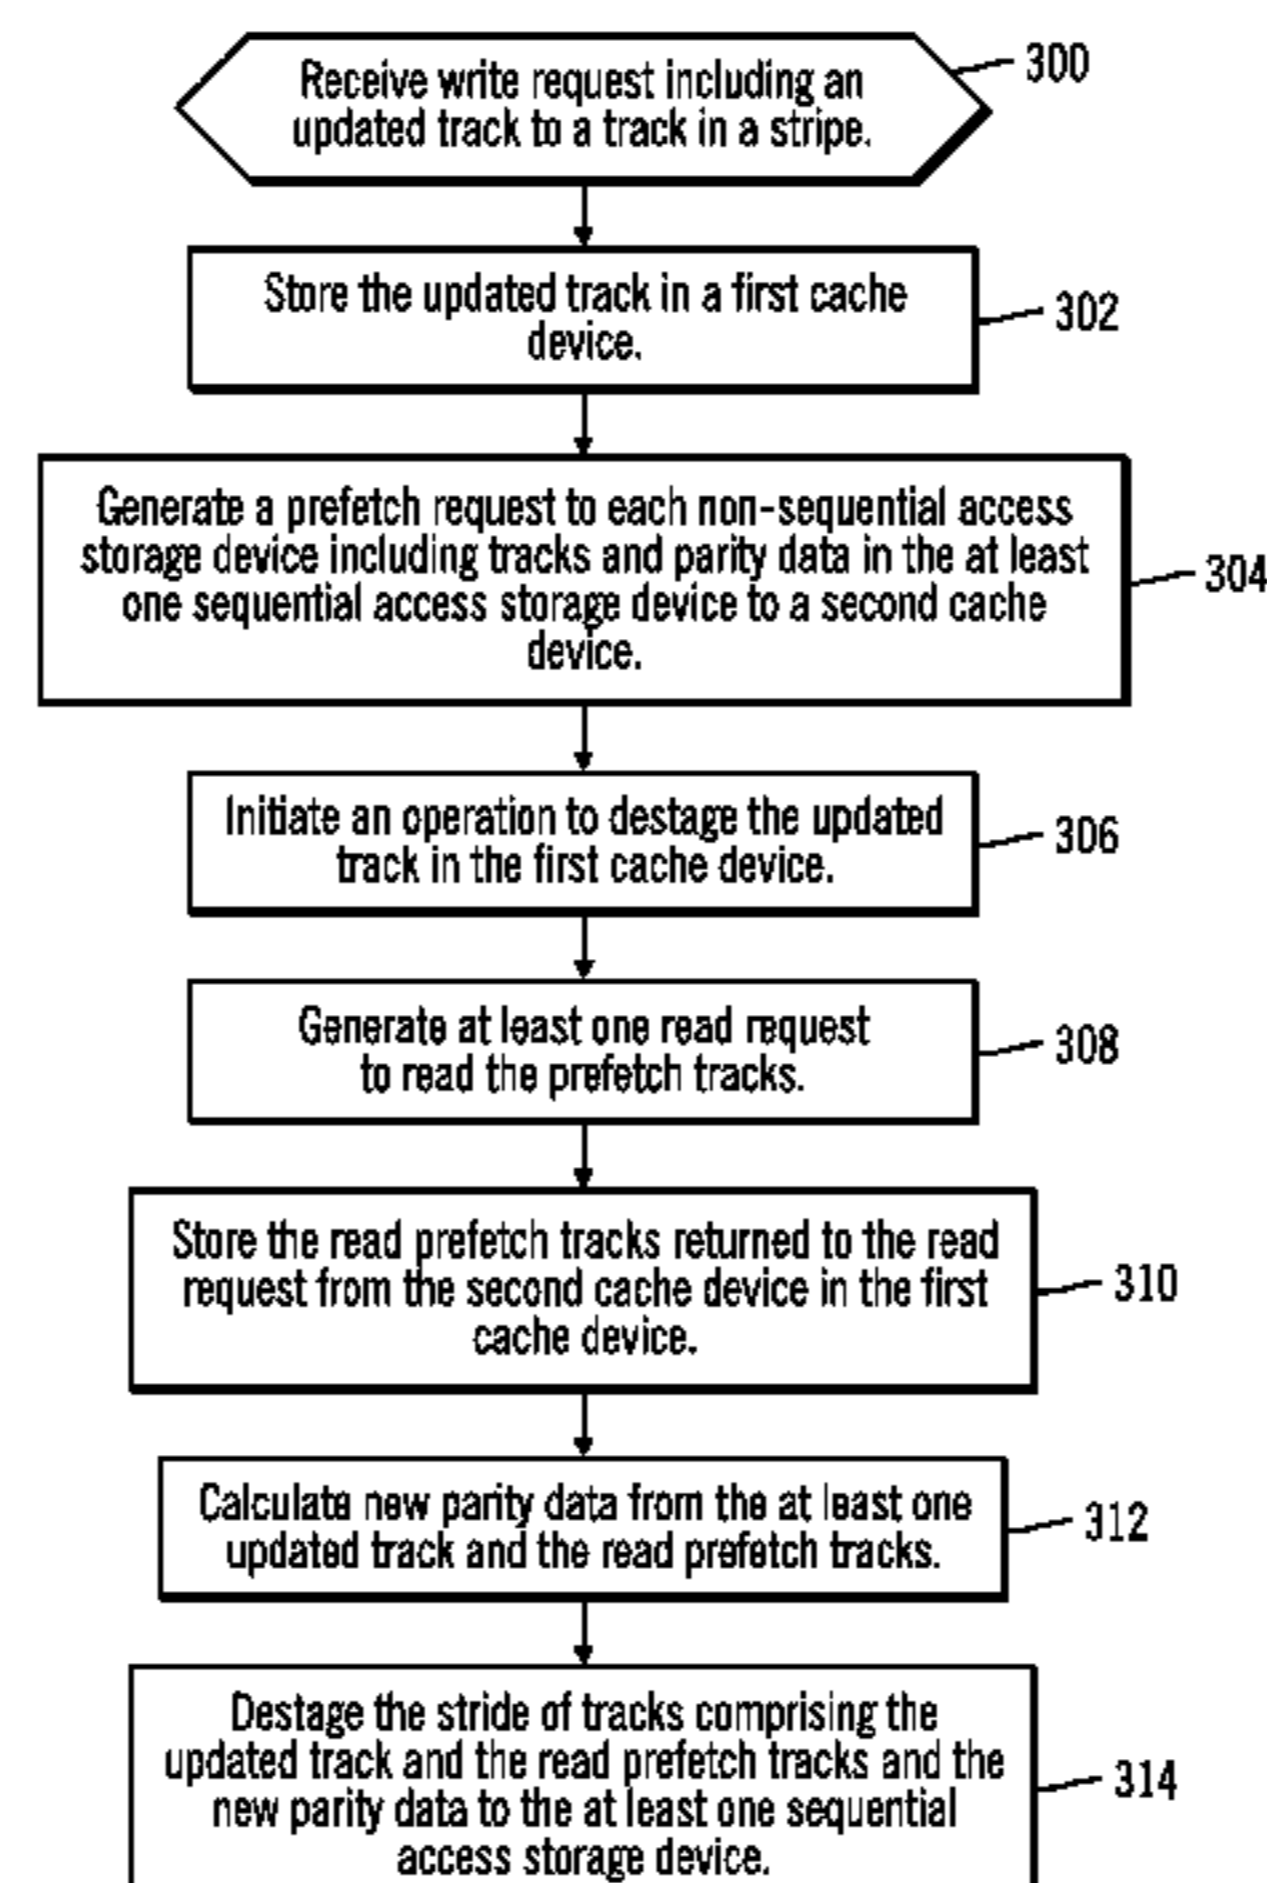 Receive write request including an
updated track to a track in a stripe.
300
Store the updated track in a first cache
device.
302
Generate a prefetch request to each non-sequential access
storage device including tracks and parity data in the at least
one sequential access storage device to a second cache
device.
304
Initiate an operation to destage the updated
track in the first cache device.
306
Generate at least one read request
to read the prefetch tracks.
308
Store the read prefetch tracks returned to the read
request from the second cache device in the first
cache device.
310
Calculate new parity data from the at least one
updated track and the read prefetch tracks.
312
Destage the stride of tracks comprising the
updated track and the read prefetch tracks and the
new parity data to the at least one sequential
access storage device.
314